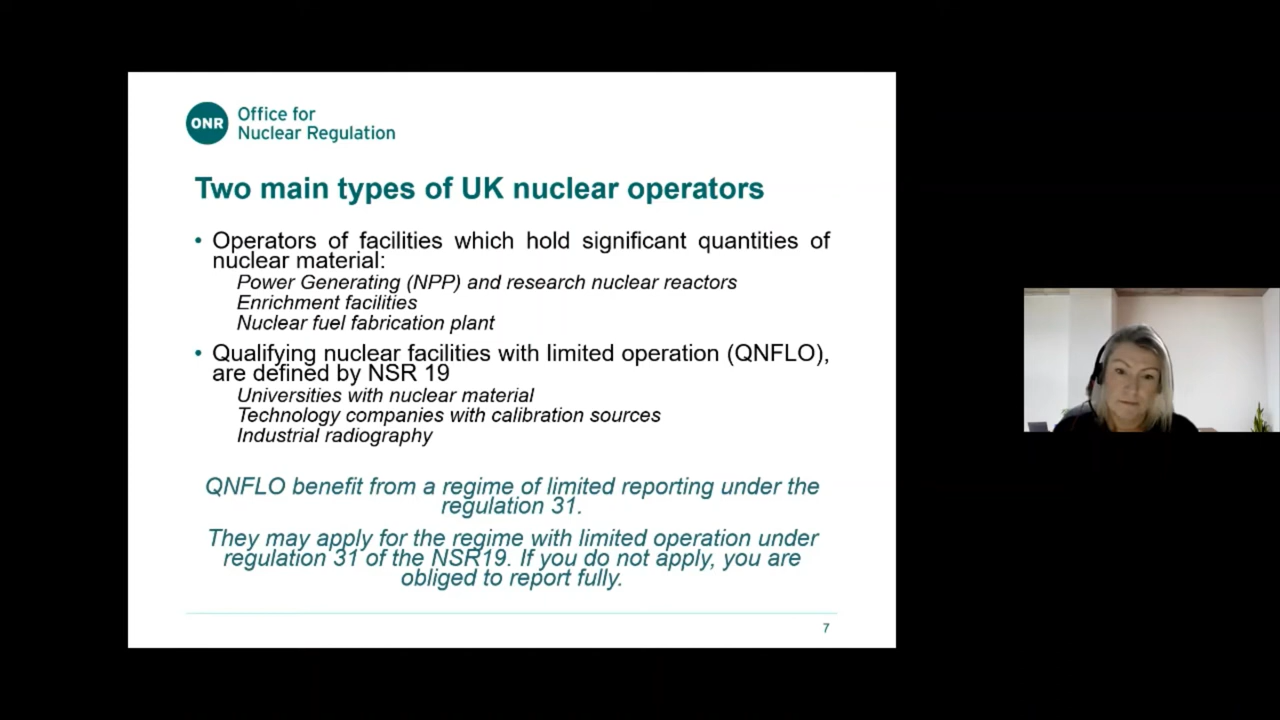 ONR
Office for
Nuclear Regulation
Two main types of UK nuclear operators
• Operators of facilities which hold significant quantities of
nuclear material:
Power Generating (NPP) and research nuclear reactors
Enrichment facilities
Nuclear fuel fabrication plant
• Qualifying nuclear facilities with limited operation (QNFLO),
are defined by NSR 19
Universities with nuclear material
Technology companies with calibration sources
Industrial radiography
QNFLO benefit from a regime of limited reporting under the
regulation 31.
They may apply for the regime with limited operation under
regulation 31 of the NSR19. If you do not apply, you are
obliged to report fully.
7